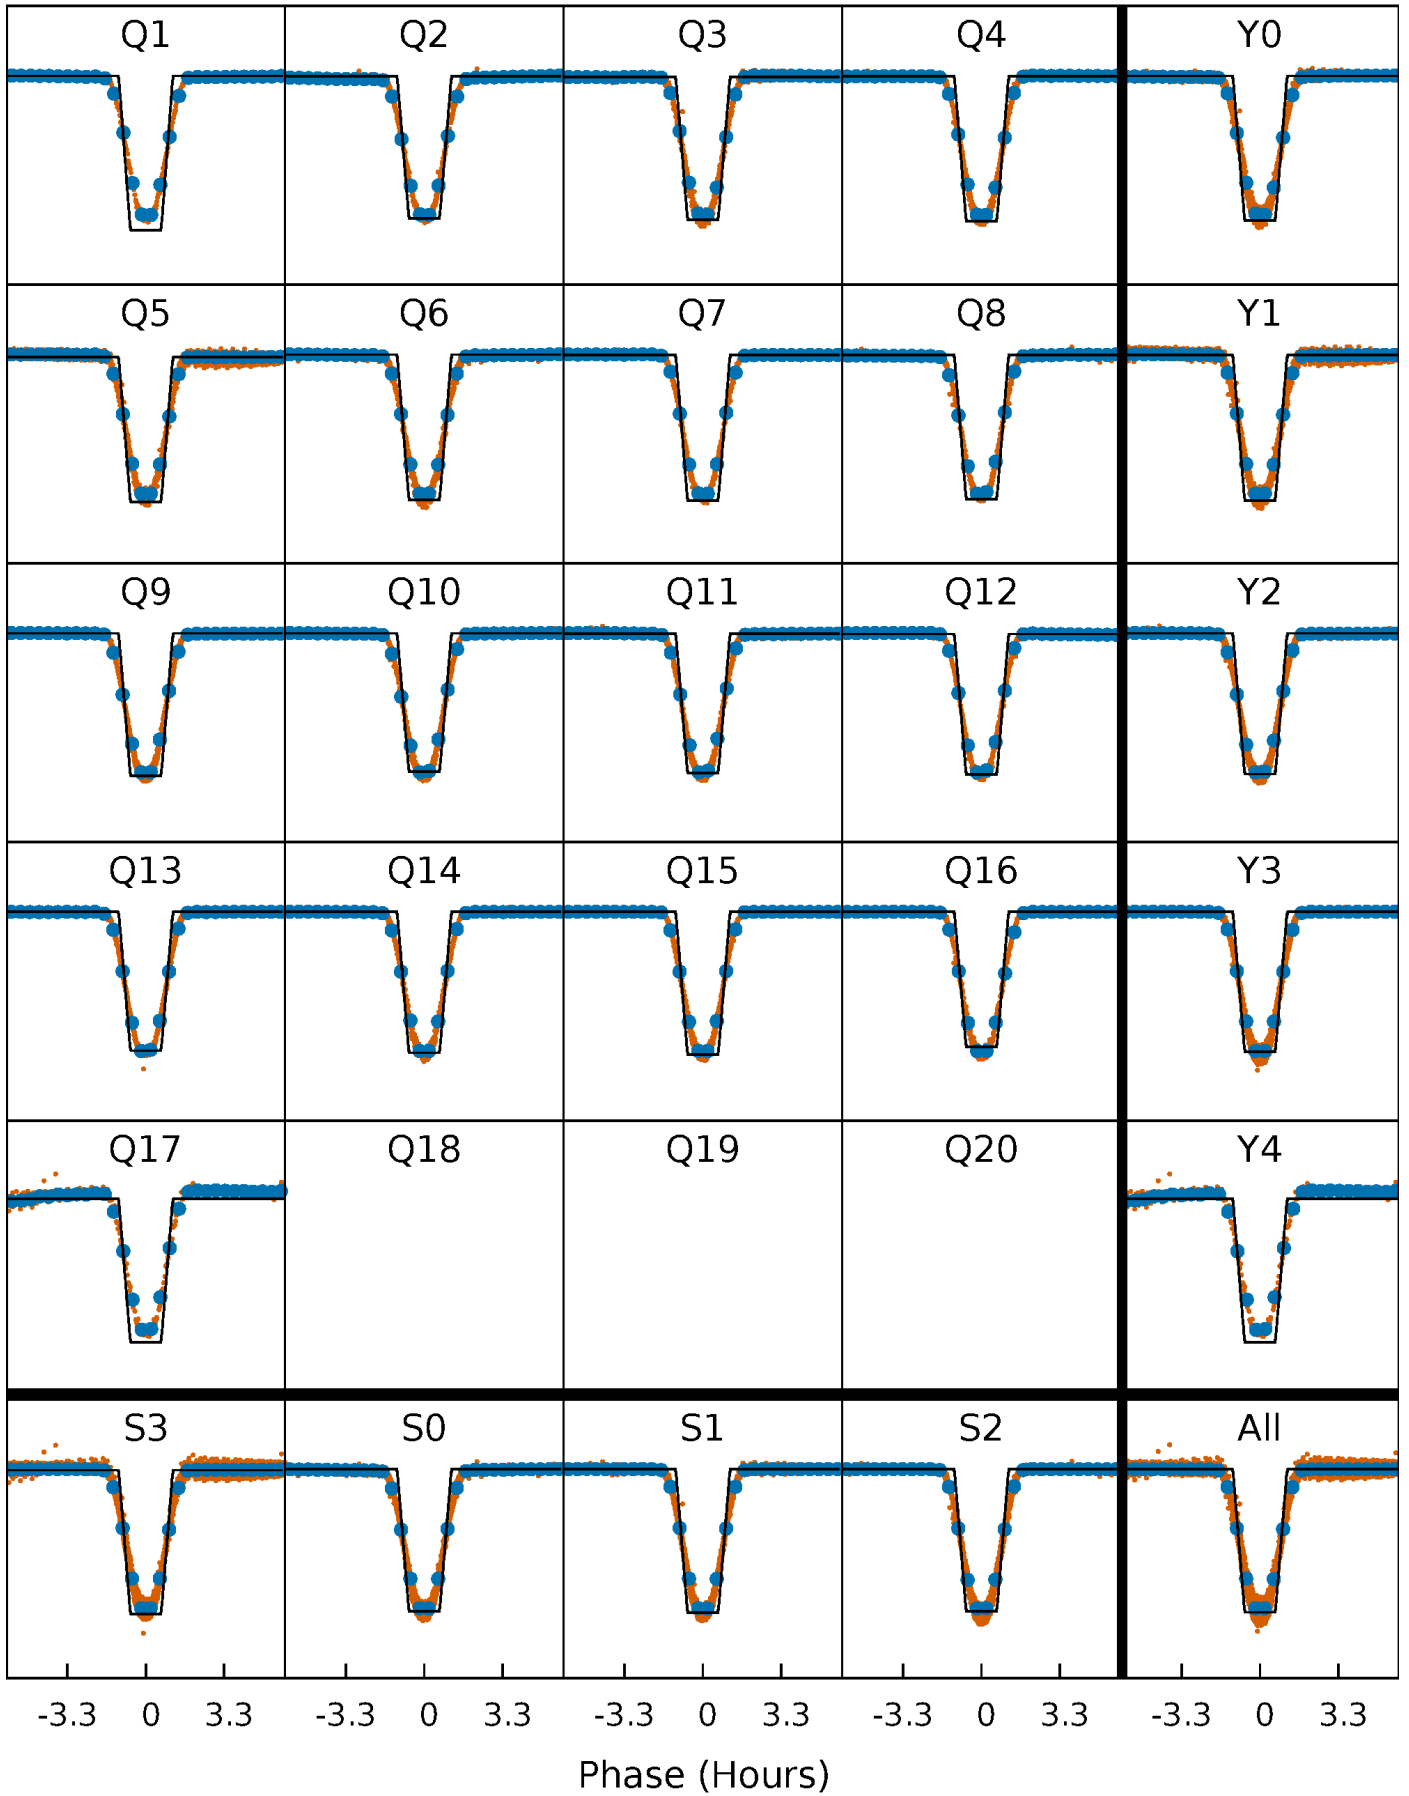 Q1 Q2 Q3 Q4 Y0
Q5 Q6 Q7 Q8 Y1
Q9 Q10 Q11 Q12 Y2
Q13 Q14 Q15 Q16 Y3
Q17 Q18 Q19 Q20 Y4
S3 S0 S1 S2 All
-3.3 0 3.3 -3.3 0 3.3 -3.3 0 3.3 -3.3 0 3.3 -3.3 0 3.3
Phase (Hours)